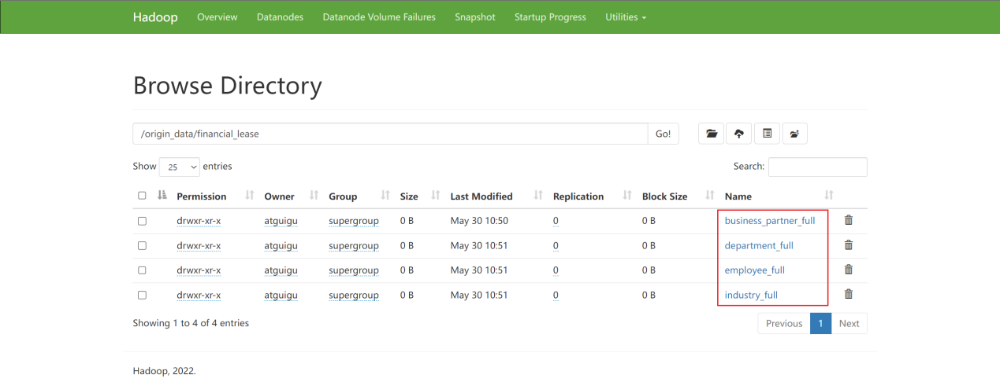 Hadoop Overview Datanodes Datanode Volume Failures Snapshot Startup Progress Utilities
Browse Directory
/origin_data/financial_lease Go!
Show 25 entries Search:
Permission Owner Group Size Last Modified Replication Block Size Name
drwxr-xr-x atguigu supergroup 0 B May 30 10:50 0 0 B business_partner_full
drwxr-xr-x atguigu supergroup 0 B May 30 10:51 0 0 B department_full
drwxr-xr-x atguigu supergroup 0 B May 30 10:51 0 0 B employee_full
drwxr-xr-x atguigu supergroup 0 B May 30 10:51 0 0 B industry_full
Showing 1 to 4 of 4 entries Previous 1 Next
Hadoop, 2022.